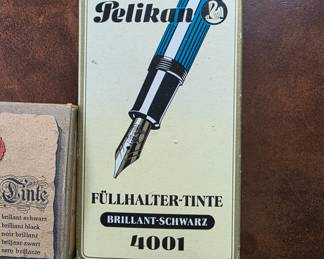 Pelikan
FÜLLHALTER-TINTE
BRILLANT-SCHWARZ
4001
Tinte
brillant schwarz
brilliant black
noir brillant
briljant zwart
nero brillante